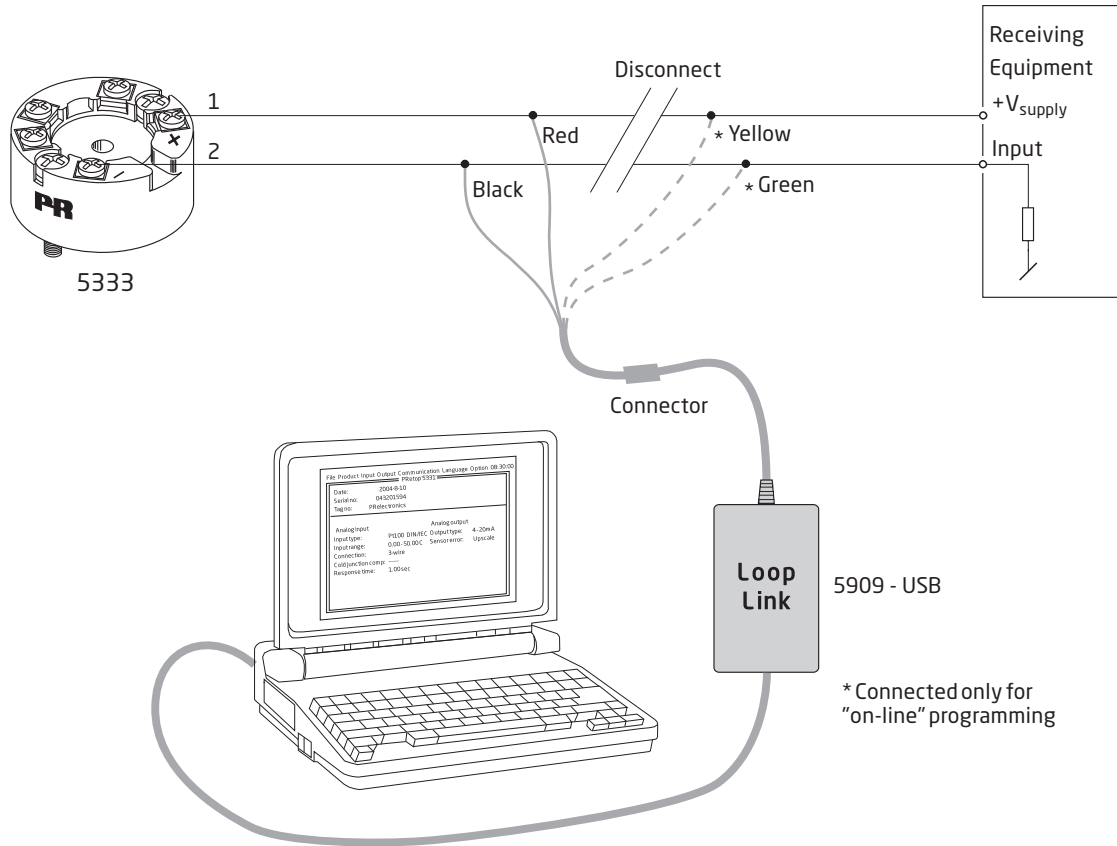 Receiving
Equipment
+Vsupply
Input
Disconnect
1
2
Red
* Yellow
Black
* Green
+
-
PR
5333
Connector
File Product Input Output Communication Language Option 08:30:00
PRetop 5331
Date: 2004-8-10
Serial no: 043201594
Tag no: PRelectronics
Analog input Analog output
Input type: Pt100 DIN/IEC Output type: 4-20mA
Input range: 0.00-50.00C Sensor error: Upscale
Connection: 3-wire
Cold junction comp: -----
Response time: 1.00 sec
Loop
Link
5909 - USB
* Connected only for
"on-line" programming